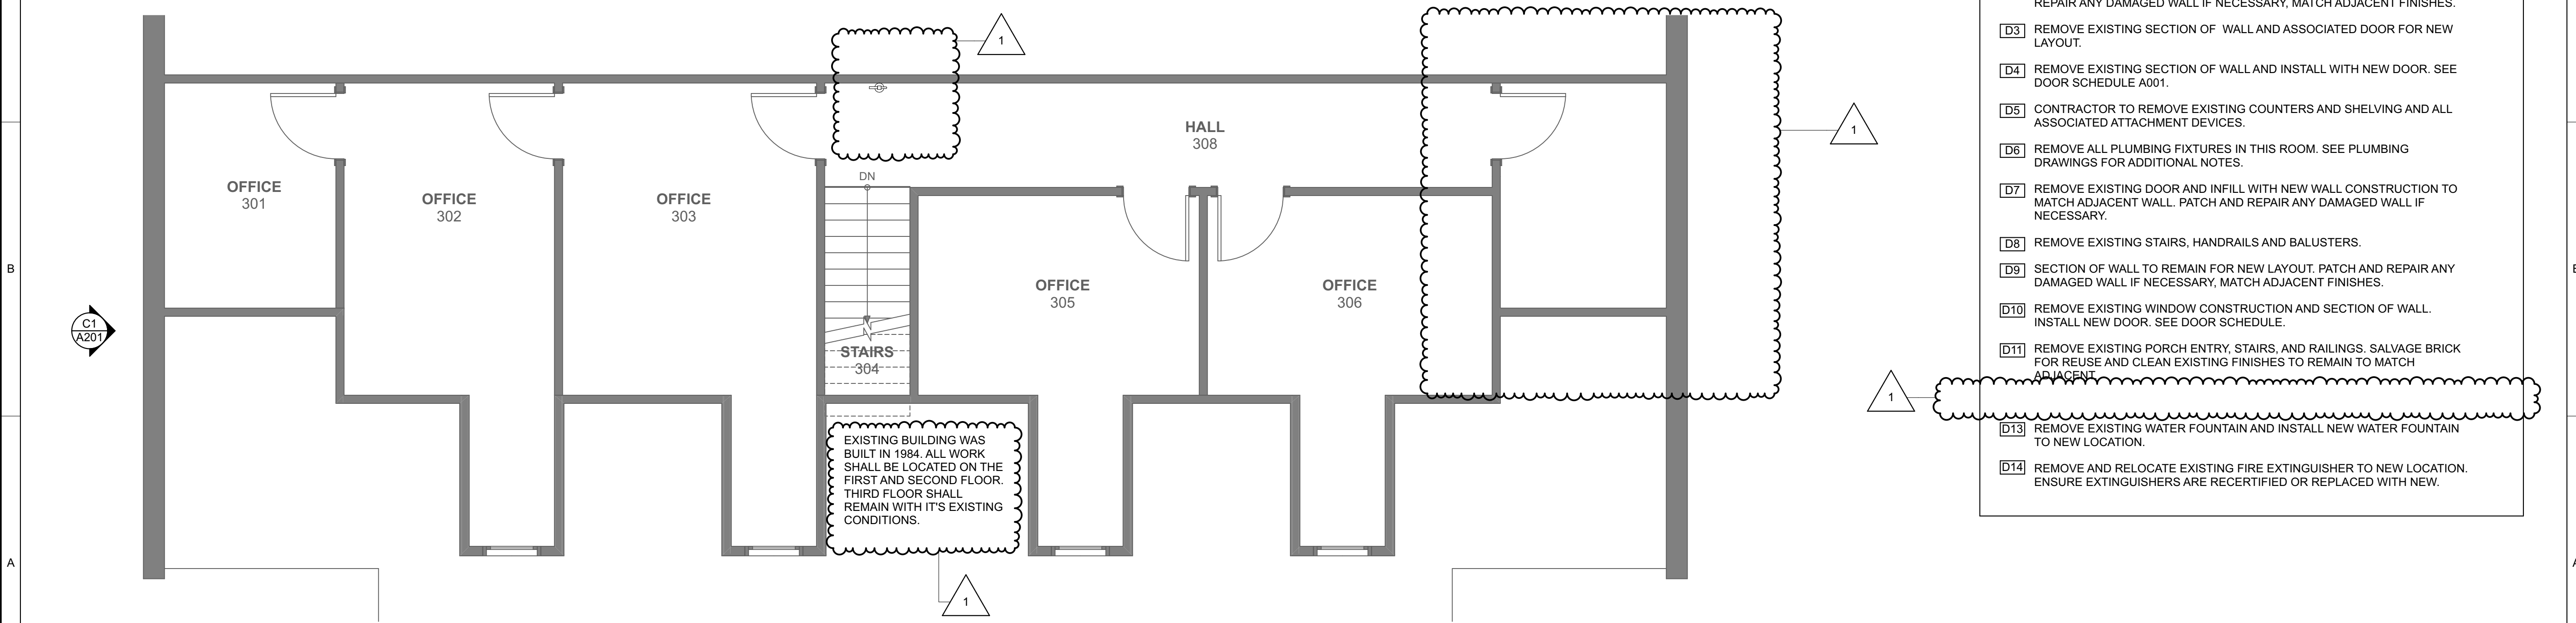 1
1
HALL
308
DN
OFFICE
301
OFFICE
302
OFFICE
303
OFFICE
305
OFFICE
306
STAIRS
304
B
C1
A201
A
EXISTING BUILDING WAS
BUILT IN 1984. ALL WORK
SHALL BE LOCATED ON THE
FIRST AND SECOND FLOOR.
THIRD FLOOR SHALL
REMAIN WITH IT'S EXISTING
CONDITIONS.
1
REPAIR ANY DAMAGED WALL IF NECESSARY, MATCH ADJACENT FINISHES.
D3 REMOVE EXISTING SECTION OF WALL AND ASSOCIATED DOOR FOR NEW
LAYOUT.
D4 REMOVE EXISTING SECTION OF WALL AND INSTALL WITH NEW DOOR. SEE
DOOR SCHEDULE A001.
D5 CONTRACTOR TO REMOVE EXISTING COUNTERS AND SHELVING AND ALL
ASSOCIATED ATTACHMENT DEVICES.
D6 REMOVE ALL PLUMBING FIXTURES IN THIS ROOM. SEE PLUMBING
DRAWINGS FOR ADDITIONAL NOTES.
D7 REMOVE EXISTING DOOR AND INFILL WITH NEW WALL CONSTRUCTION TO
MATCH ADJACENT WALL. PATCH AND REPAIR ANY DAMAGED WALL IF
NECESSARY.
D8 REMOVE EXISTING STAIRS, HANDRAILS AND BALUSTERS.
D9 SECTION OF WALL TO REMAIN FOR NEW LAYOUT. PATCH AND REPAIR ANY
DAMAGED WALL IF NECESSARY, MATCH ADJACENT FINISHES.
D10 REMOVE EXISTING WINDOW CONSTRUCTION AND SECTION OF WALL.
INSTALL NEW DOOR. SEE DOOR SCHEDULE.
D11 REMOVE EXISTING PORCH ENTRY, STAIRS, AND RAILINGS. SALVAGE BRICK
FOR REUSE AND CLEAN EXISTING FINISHES TO REMAIN TO MATCH
ADJACENT.
1
D13 REMOVE EXISTING WATER FOUNTAIN AND INSTALL NEW WATER FOUNTAIN
TO NEW LOCATION.
D14 REMOVE AND RELOCATE EXISTING FIRE EXTINGUISHER TO NEW LOCATION.
ENSURE EXTINGUISHERS ARE RECERTIFIED OR REPLACED WITH NEW.